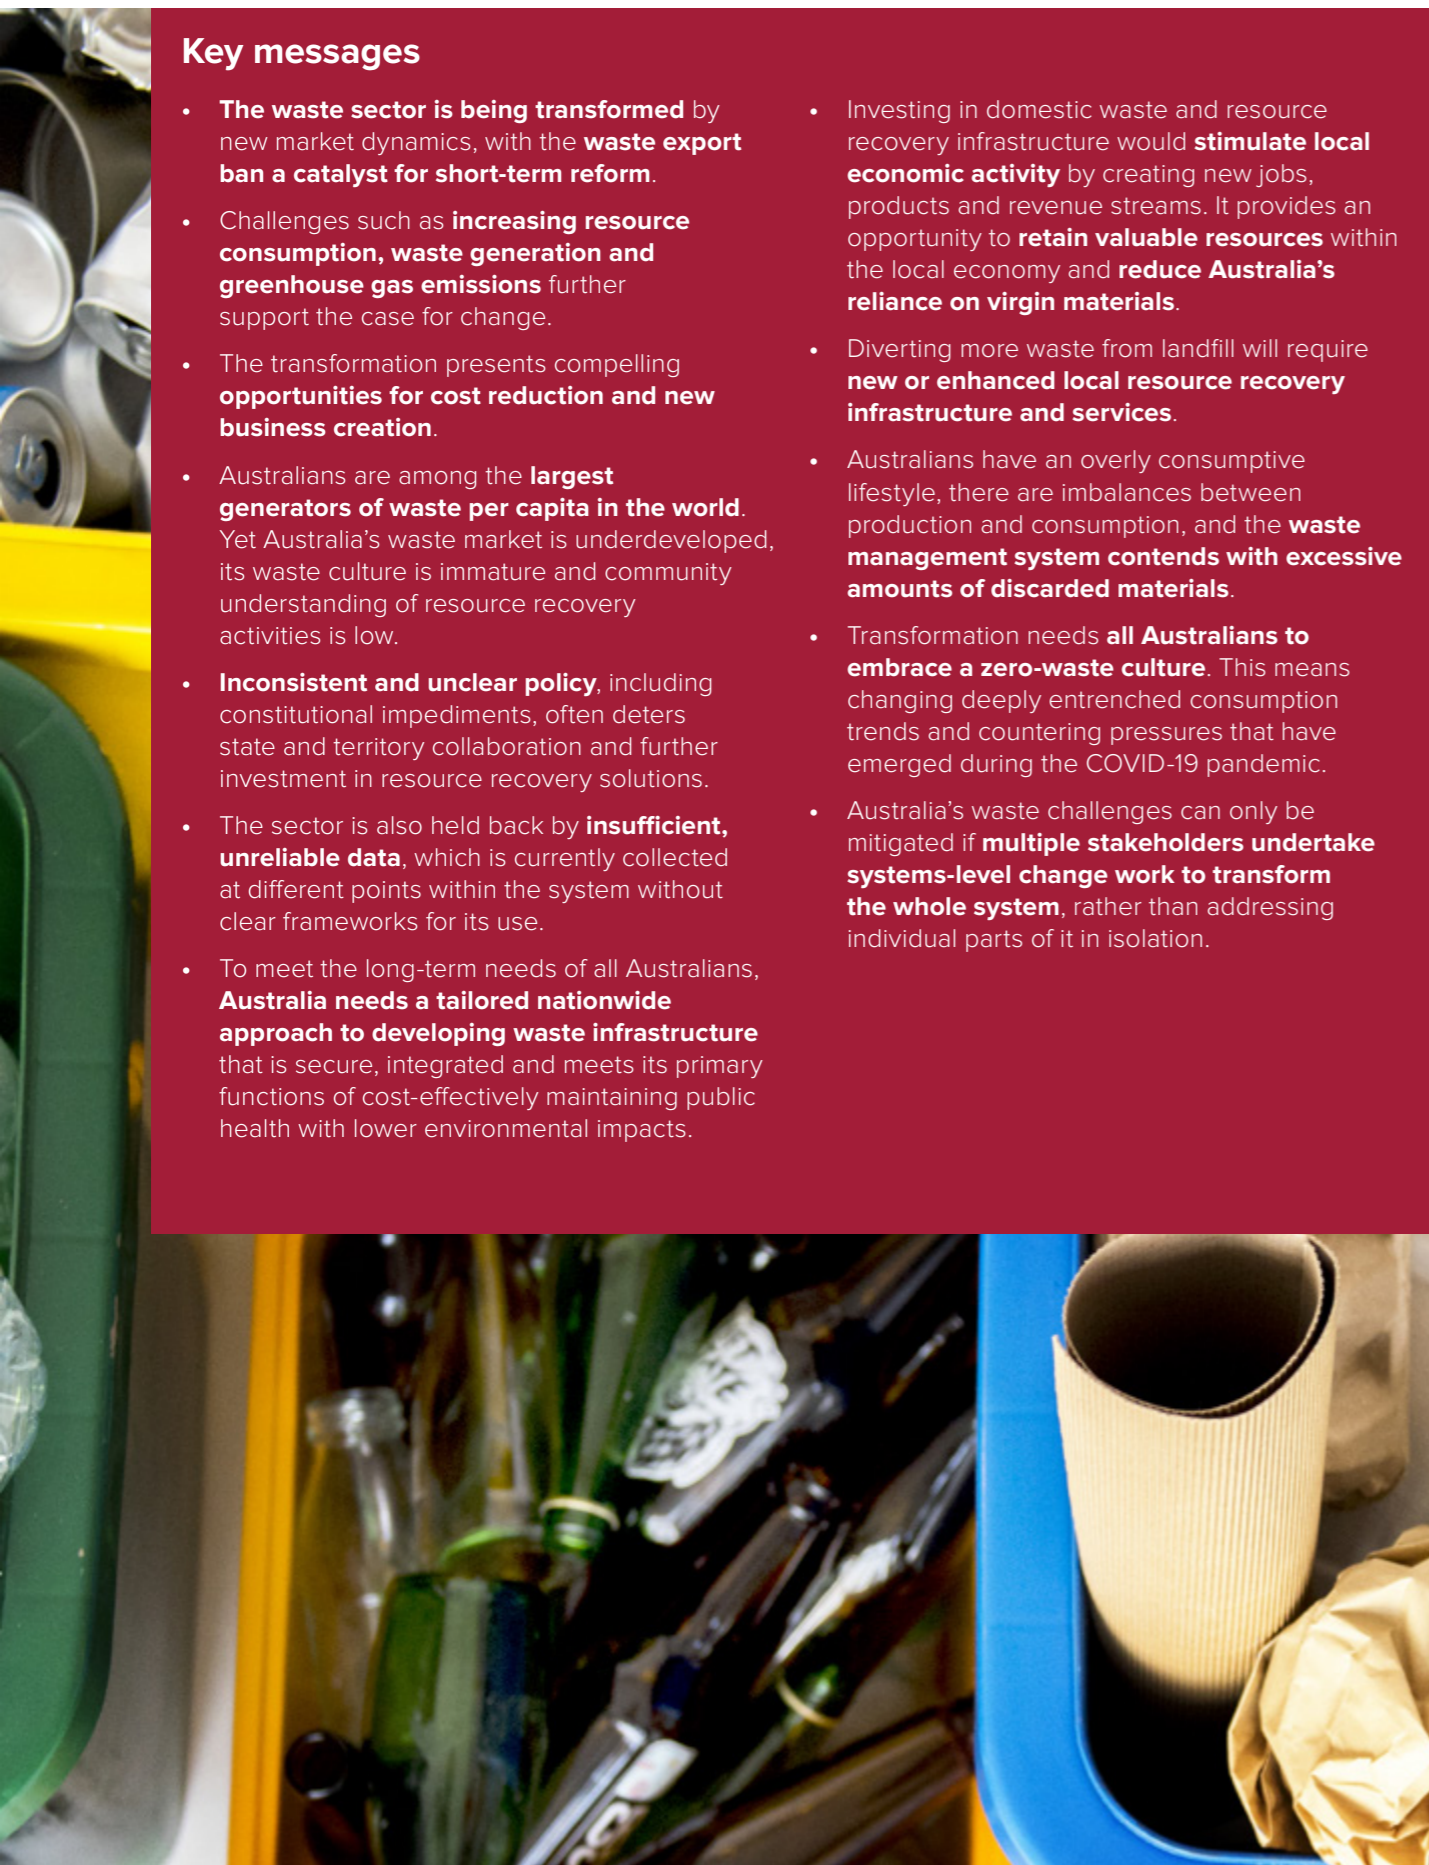 Key messages
• The waste sector is being transformed by
new market dynamics, with the waste export
ban a catalyst for short-term reform.
• Challenges such as increasing resource
consumption, waste generation and
greenhouse gas emissions further
support the case for change.
• The transformation presents compelling
opportunities for cost reduction and new
business creation.
• Australians are among the largest
generators of waste per capita in the world.
Yet Australia’s waste market is underdeveloped,
its waste culture is immature and community
understanding of resource recovery
activities is low.
• Inconsistent and unclear policy, including
constitutional impediments, often deters
state and territory collaboration and further
investment in resource recovery solutions.
• The sector is also held back by insufficient,
unreliable data, which is currently collected
at different points within the system without
clear frameworks for its use.
• To meet the long-term needs of all Australians,
Australia needs a tailored nationwide
approach to developing waste infrastructure
that is secure, integrated and meets its primary
functions of cost-effectively maintaining public
health with lower environmental impacts.
• Investing in domestic waste and resource
recovery infrastructure would stimulate local
economic activity by creating new jobs,
products and revenue streams. It provides an
opportunity to retain valuable resources within
the local economy and reduce Australia’s
reliance on virgin materials.
• Diverting more waste from landfill will require
new or enhanced local resource recovery
infrastructure and services.
• Australians have an overly consumptive
lifestyle, there are imbalances between
production and consumption, and the waste
management system contends with excessive
amounts of discarded materials.
• Transformation needs all Australians to
embrace a zero-waste culture. This means
changing deeply entrenched consumption
trends and countering pressures that have
emerged during the COVID-19 pandemic.
• Australia’s waste challenges can only be
mitigated if multiple stakeholders undertake
systems-level change work to transform
the whole system, rather than addressing
individual parts of it in isolation.